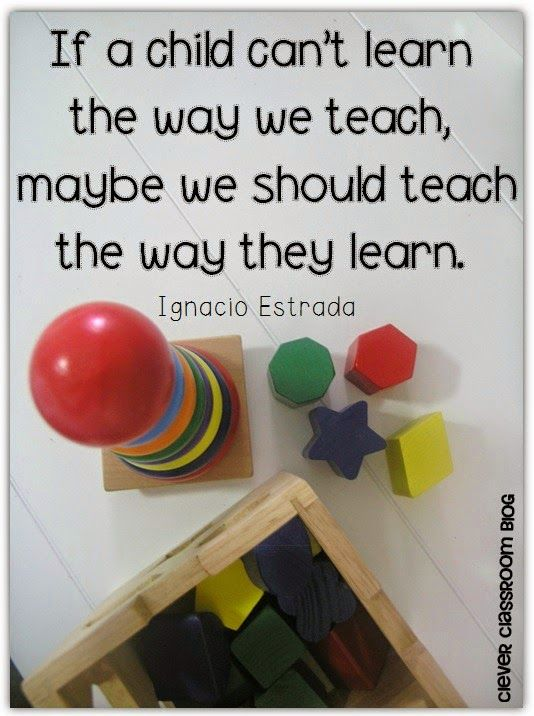 If a child can't learn
the way we teach,
maybe we should teach
the way they learn.
Ignacio Estrada
Clever Classroom Blog